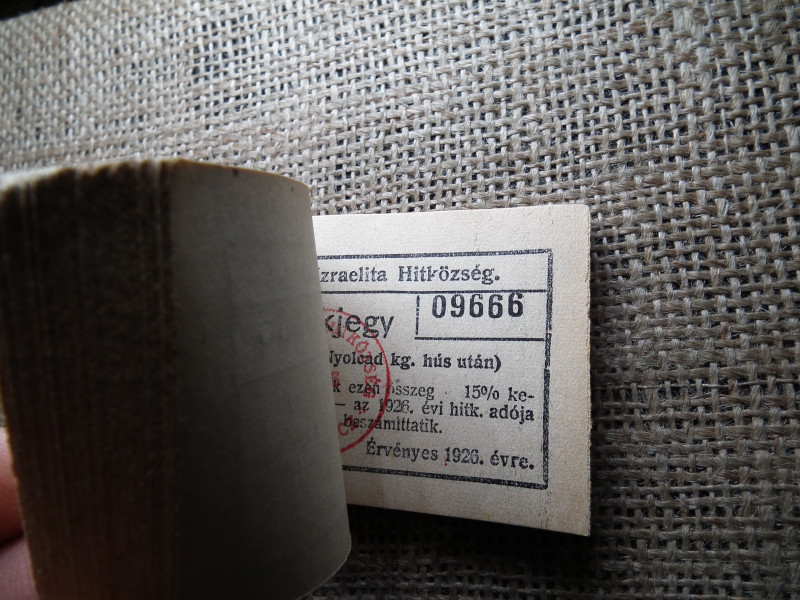 Izraelita Hitközség.
kjegy 09666
Nyolcad kg. hús után)
k ezen összeg 15% ke-
— az 1926. évi hitk. adója
beszámíttatik.
Érvényes 1926. évre.
KÖZSÉG